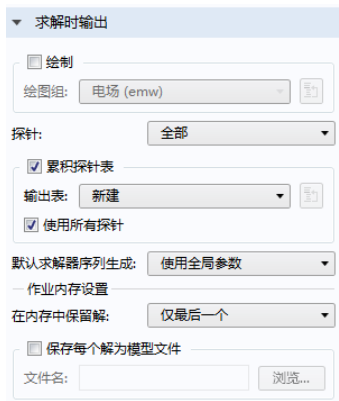 求解时输出
绘制
绘图组: 电场 (emw)
探针: 全部
累积探针表
输出表: 新建
使用所有探针
默认求解器序列生成: 使用全局参数
作业内存设置
在内存中保留解: 仅最后一个
保存每个解为模型文件
文件名: 浏览...